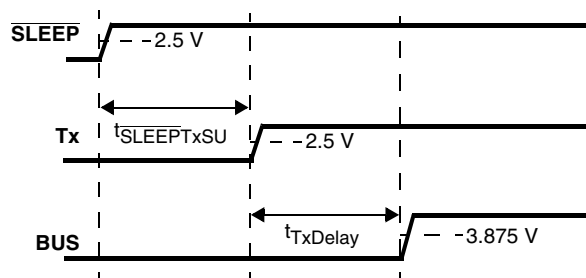 SLEEP
2.5 V
tSLEEPTxSU
Tx
2.5 V
tTxDelay
BUS
3.875 V